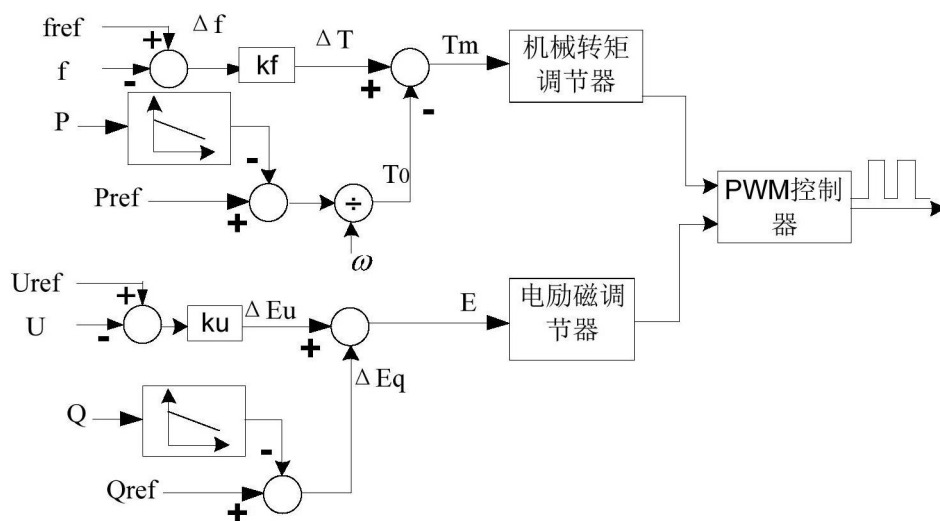 fref
Δf
f
+
-
kf
ΔT
+
-
Tm
机械转矩
调节器
P
-
T0
Pref
+
÷
ω
PWM控制
器
Uref
+
U
-
ku
ΔEu
+
E
电励磁调
节器
ΔEq
Q
-
Qref
+